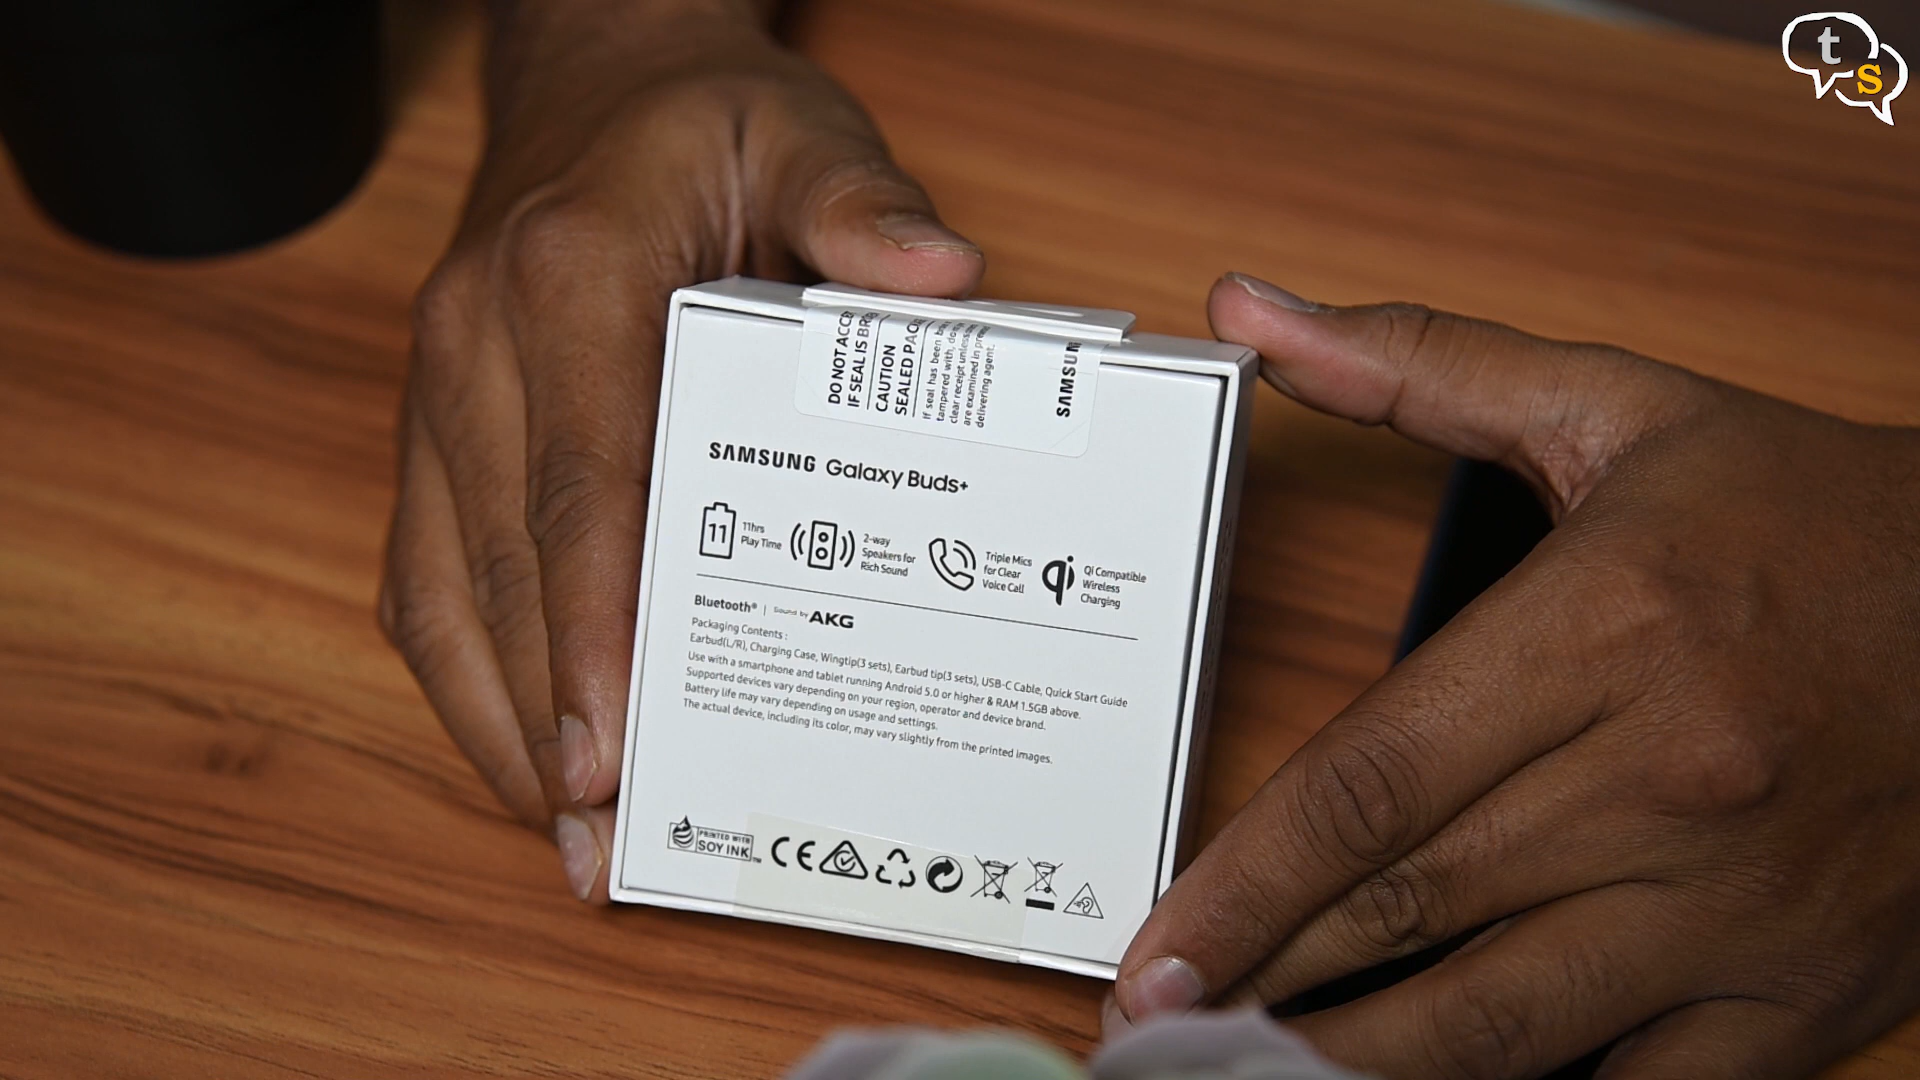 t
s
DO NOT ACC
IF SEAL IS BR
CAUTION
SEALED PAC
If seal has been
tampered with,
clear receipt unless
are examined in
delivering agent.
SAMSUN
SAMSUNG Galaxy Buds+
11
11hrs
Play Time
2-way
Speakers for
Rich Sound
Triple Mics
for Clear
Voice Call
qi
Qi Compatible
Wireless
Charging
Bluetooth® | Sound by AKG
Packaging Contents :
Earbud(L/R), Charging Case, Wingtip(3 sets), Earbud tip(3 sets), USB-C Cable, Quick Start Guide
Use with a smartphone and tablet running Android 5.0 or higher & RAM 1.5GB above.
Supported devices vary depending on your region, operator and device brand.
Battery life may vary depending on usage and settings.
The actual device, including its color, may vary slightly from the printed images.
PRINTED WITH
SOY INK™
CE